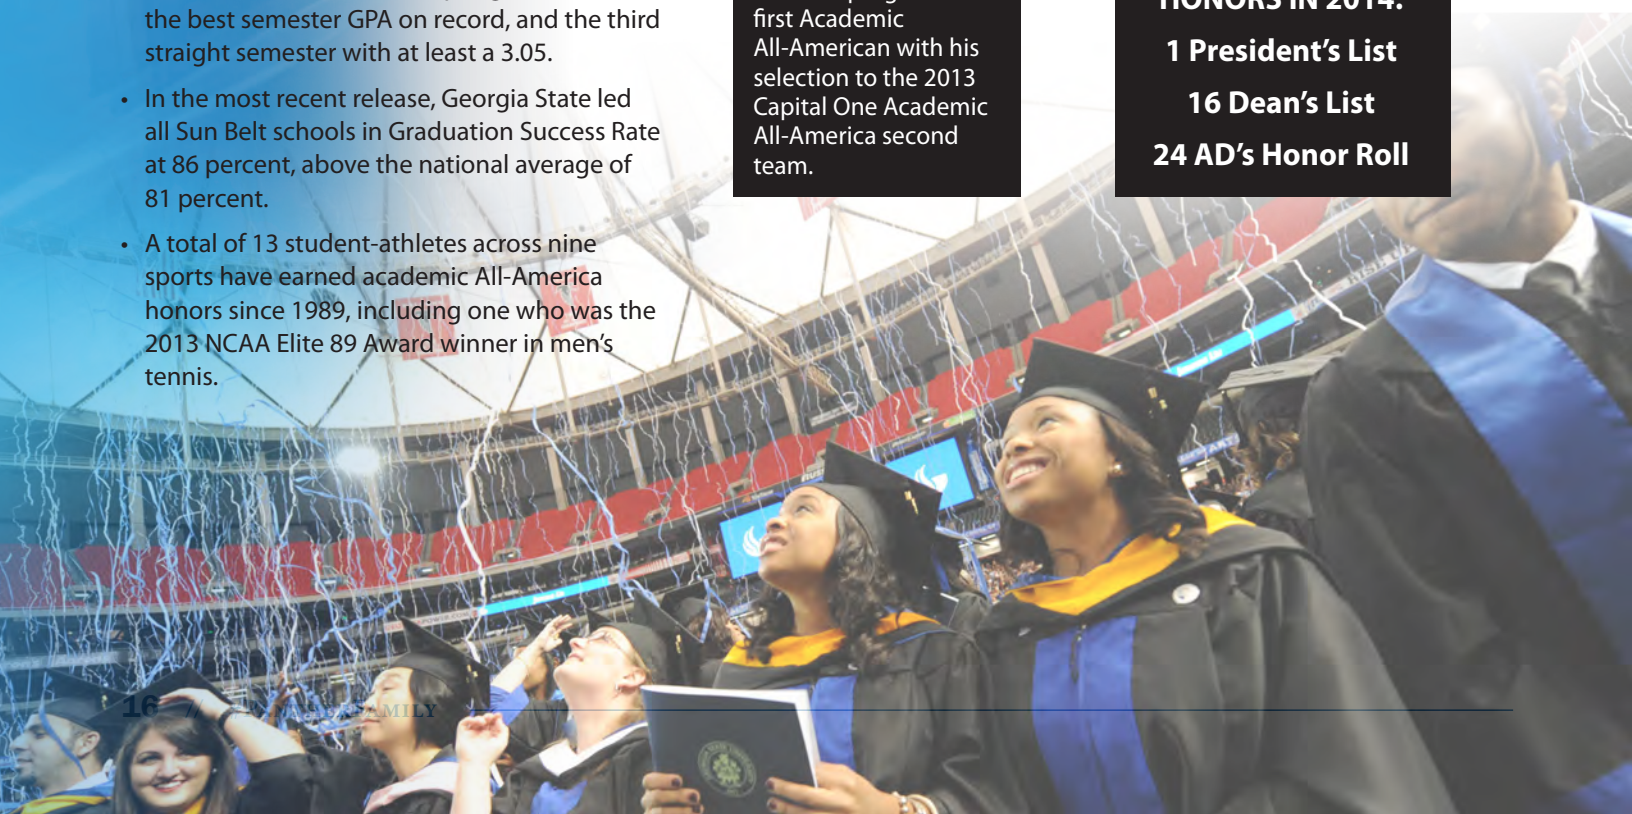 the best semester GPA on record, and the third
straight semester with at least a 3.05.
• In the most recent release, Georgia State led
all Sun Belt schools in Graduation Success Rate
at 86 percent, above the national average of
81 percent.
• A total of 13 student-athletes across nine
sports have earned academic All-America
honors since 1989, including one who was the
2013 NCAA Elite 89 Award winner in men’s
tennis.
first Academic
All-American with his
selection to the 2013
Capital One Academic
All-America second
team.
HONORS IN 2014:
1 President’s List
16 Dean’s List
24 AD’s Honor Roll
16 // FAMILY